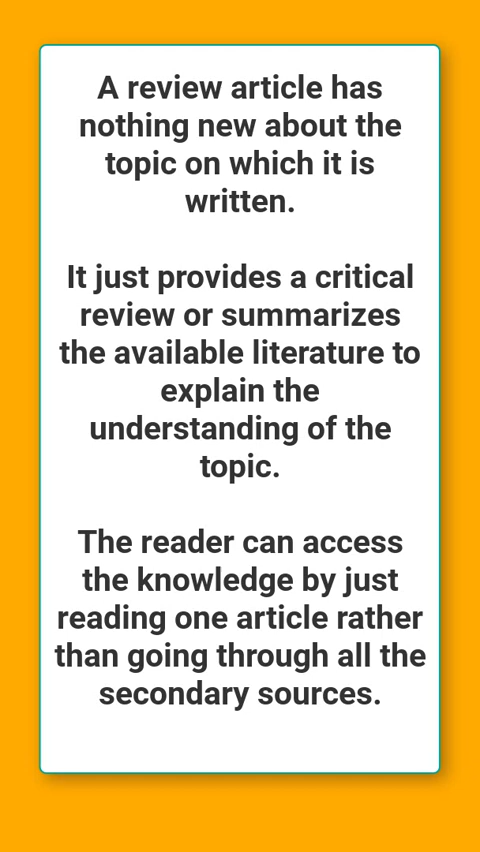 A review article has
nothing new about the
topic on which it is
written.
It just provides a critical
review or summarizes
the available literature to
explain the
understanding of the
topic.
The reader can access
the knowledge by just
reading one article rather
than going through all the
secondary sources.